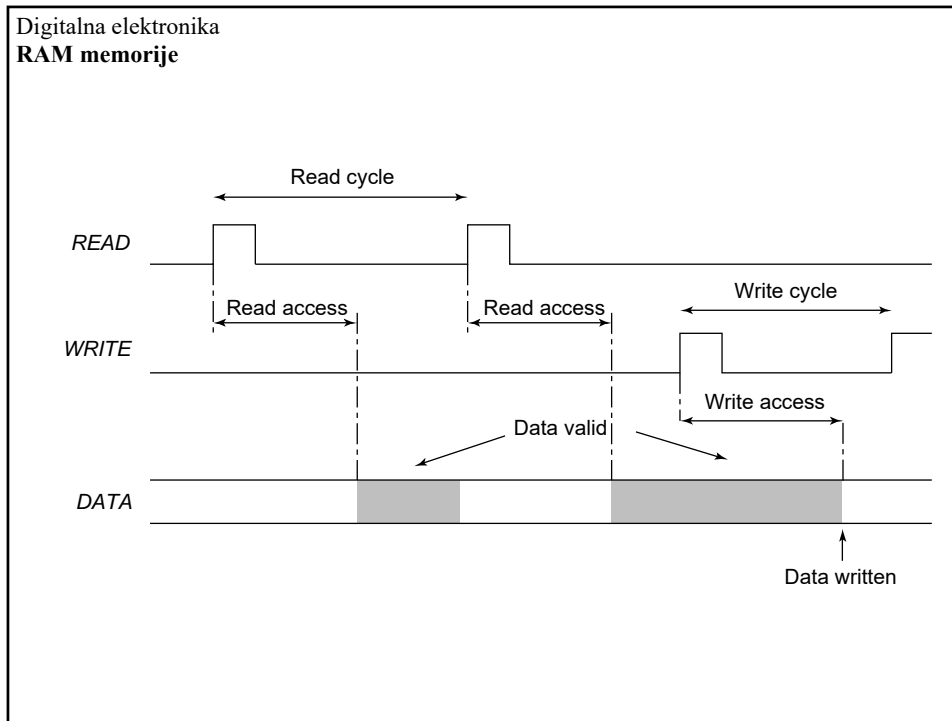 Digitalna elektronika
RAM memorije
Read cycle
READ
Read access
Read access
Write cycle
WRITE
Write access
Data valid
DATA
Data written